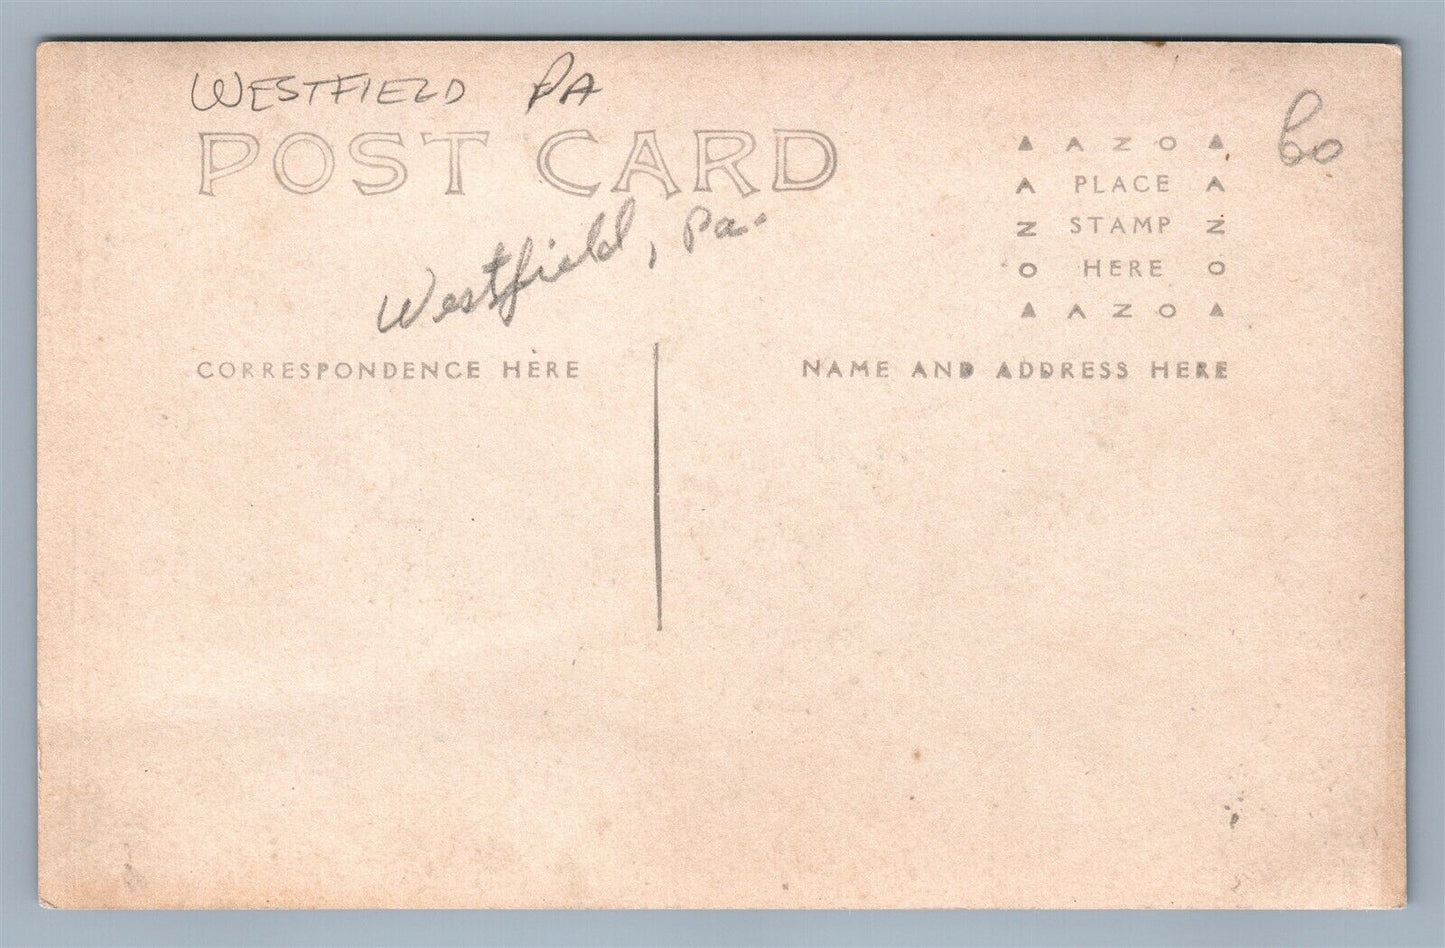 WESTFIELD PA
POST CARD
Westfield, Pa.
60
▲ A Z O ▲
A PLACE A
Z STAMP Z
O HERE O
▲ A Z O ▲
CORRESPONDENCE HERE
NAME AND ADDRESS HERE